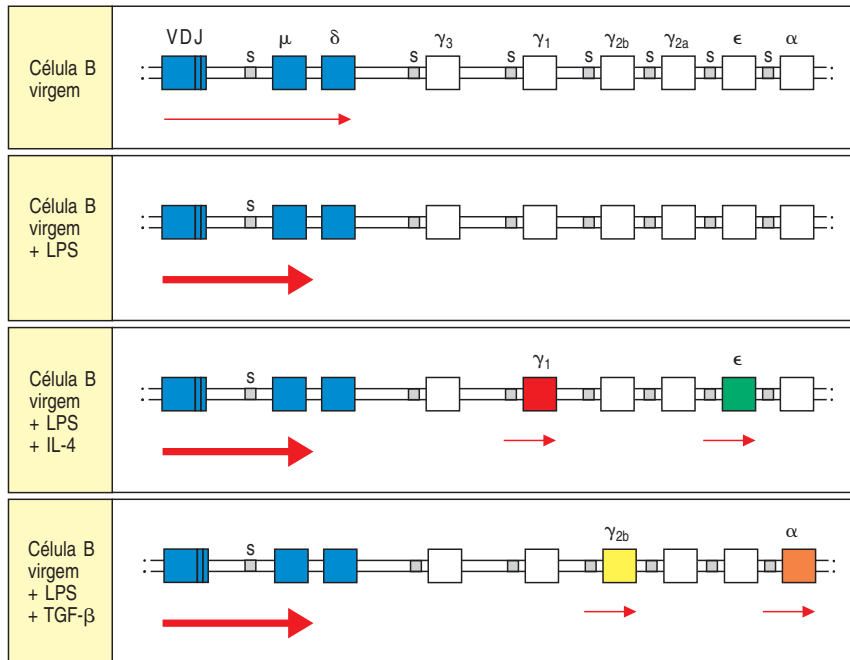 Célula B
virgem
V D J
s
μ
δ
s
γ3
s
γ1
s
γ2b
s
γ2a
s
ϵ
s
α
Célula B
virgem
+ LPS
s
Célula B
virgem
+ LPS
+ IL-4
s
γ1
ϵ
Célula B
virgem
+ LPS
+ TGF-β
s
γ2b
α